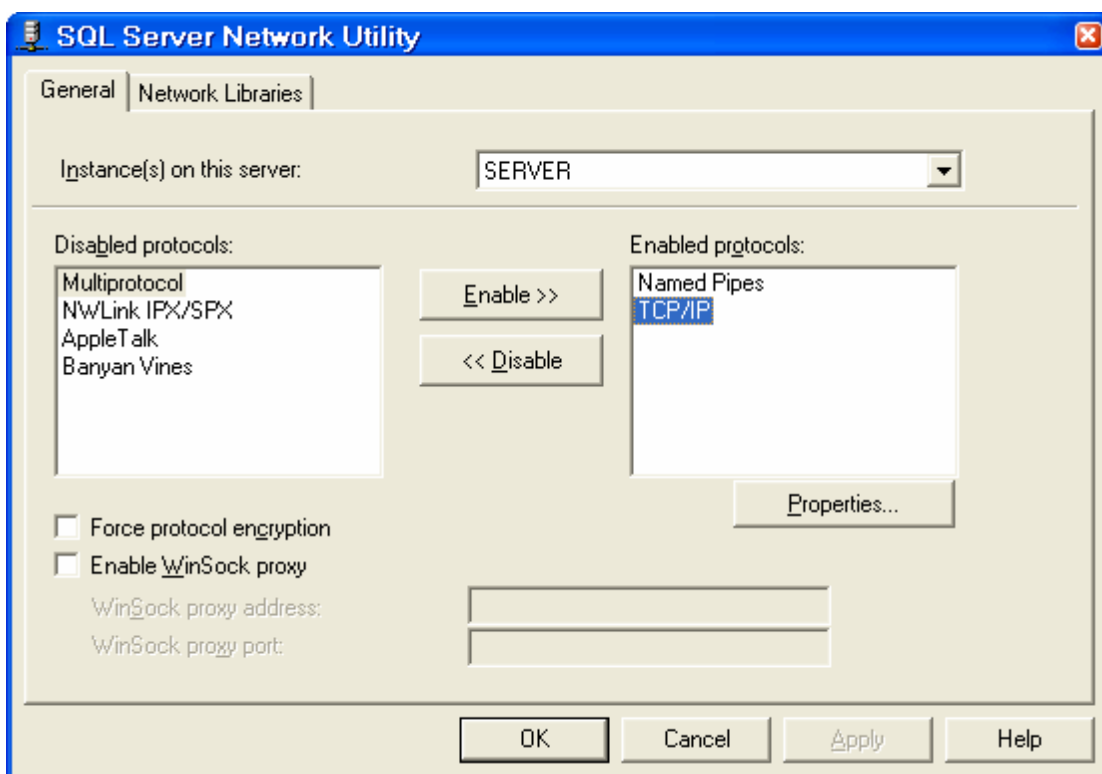 SQL Server Network Utility
General
Network Libraries
Instance(s) on this server:
SERVER
Disabled protocols:
Multiprotocol
NWLink IPX/SPX
AppleTalk
Banyan Vines
Enable >>
<< Disable
Enabled protocols:
Named Pipes
TCP/IP
Properties...
Force protocol encryption
Enable WinSock proxy
WinSock proxy address:
WinSock proxy port:
OK
Cancel
Apply
Help